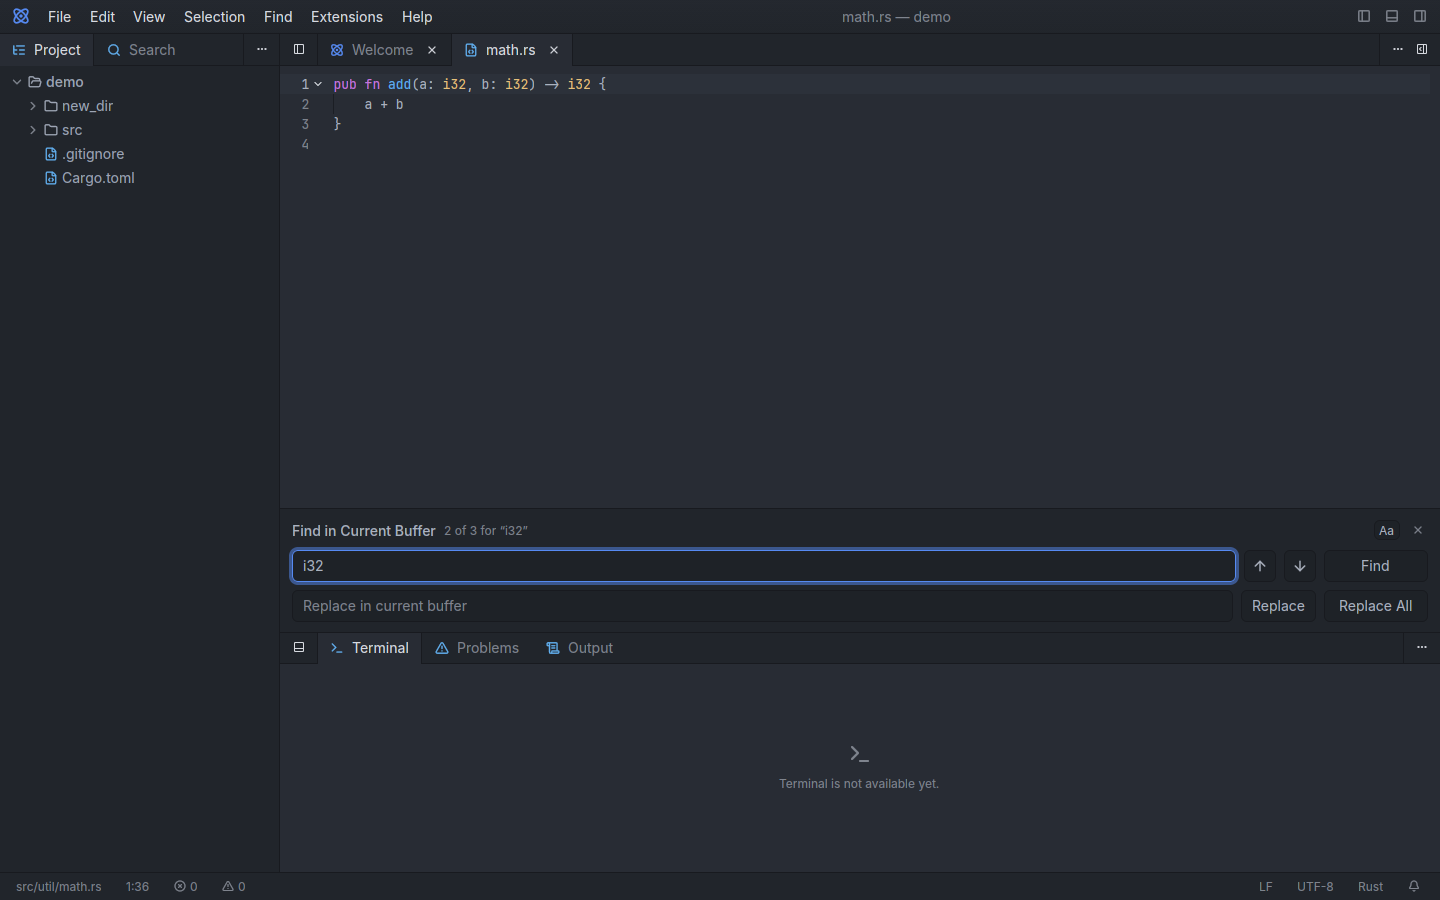 File Edit View Selection Find Extensions Help
math.rs — demo
Project Search
Welcome math.rs
demo
new_dir
src
.gitignore
Cargo.toml
1 pub fn add(a: i32, b: i32) -> i32 {
2 a + b
3 }
4
Find in Current Buffer 2 of 3 for “i32”
Aa
i32
Find
Replace in current buffer
Replace Replace All
Terminal Problems Output
Terminal is not available yet.
src/util/math.rs 1:36 0 0
LF UTF-8 Rust